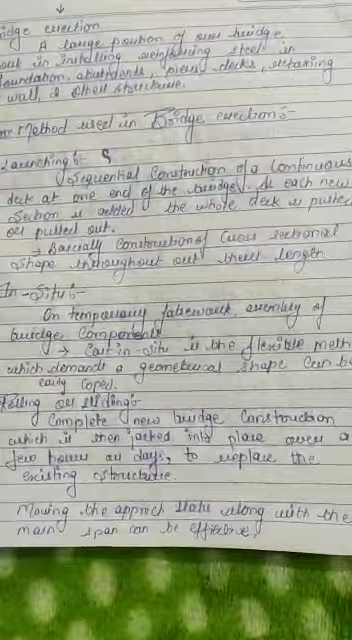 idge erection
A large portion of over bridge
out in installing reinforcing steel in
foundation, abutments, piers, decks, retaining
wall, & other structure.
Method used in Bridge erection:-
Launching:-
Sequential Construction of a Continuous
deck at one end of the bridge. As each new
Section is added the whole deck is pushed
or pulled out.
→ Basically Construction of Cross Sectional
Shape throughout out their length
In-Situ:-
On temporary falsework, assembly of
bridge Components
→ Cast in-situ is the flexible meth
which demands a geometrical shape Can be
easily Coped.
Rolling or sliding:-
Complete new bridge Construction
which is then jacked into place over a
few hours or days, to replace the
existing structure.
Moving the approch slabs along with the
main span can be effective.